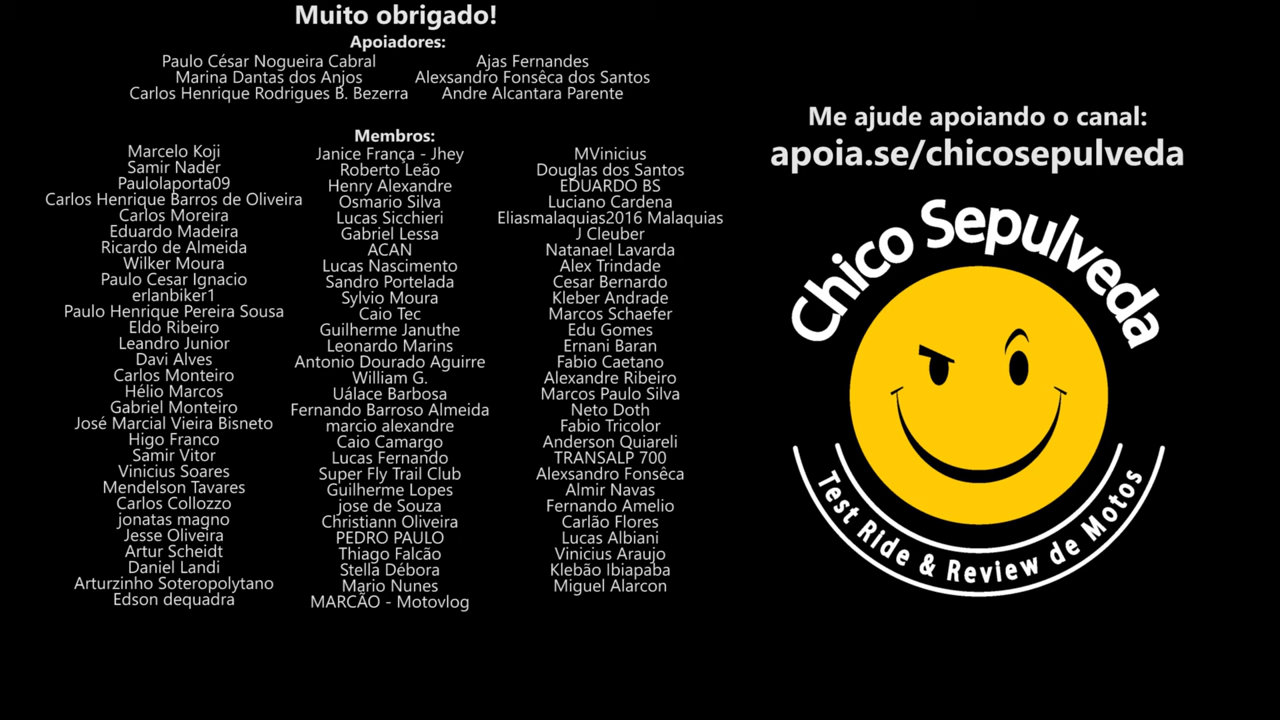 Muito obrigado!
Apoiadores:
Paulo César Nogueira Cabral
Marina Dantas dos Anjos
Carlos Henrique Rodrigues B. Bezerra
Ajas Fernandes
Alexsandro Fonsêca dos Santos
Andre Alcantara Parente
Membros:
Marcelo Koji
Samir Nader
Paulolaporta09
Carlos Henrique Barros de Oliveira
Carlos Moreira
Eduardo Madeira
Ricardo de Almeida
Wilker Moura
Paulo Cesar Ignacio
erlanbiker1
Paulo Henrique Pereira Sousa
Eldo Ribeiro
Leandro Junior
Davi Alves
Carlos Monteiro
Hélio Marcos
Gabriel Monteiro
José Marcial Vieira Bisneto
Higo Franco
Samir Vitor
Vinicius Soares
Mendelson Tavares
Carlos Collozzo
jonatas magno
Jesse Oliveira
Artur Scheidt
Daniel Landi
Arturzinho Soteropolytano
Edson dequadra
Janice França - Jhey
Roberto Leão
Henry Alexandre
Osmario Silva
Lucas Sicchieri
Gabriel Lessa
ACAN
Lucas Nascimento
Sandro Portelada
Sylvio Moura
Caio Tec
Guilherme Januthe
Leonardo Marins
Antonio Dourado Aguirre
William G.
Uálace Barbosa
Fernando Barroso Almeida
marcio alexandre
Caio Camargo
Lucas Fernando
Super Fly Trail Club
Guilherme Lopes
jose de Souza
Christiann Oliveira
PEDRO PAULO
Thiago Falcão
Stella Débora
Mario Nunes
MARCÃO - Motovlog
MVinicius
Douglas dos Santos
EDUARDO BS
Luciano Cardena
Eliasmalaquias2016 Malaquias
J Cleuber
Natanael Lavarda
Alex Trindade
Cesar Bernardo
Kleber Andrade
Marcos Schaefer
Edu Gomes
Ernani Baran
Fabio Caetano
Alexandre Ribeiro
Marcos Paulo Silva
Neto Doth
Fabio Tricolor
Anderson Quiareli
TRANSALP 700
Alexsandro Fonsêca
Almir Navas
Fernando Amelio
Carlão Flores
Lucas Albiani
Vinicius Araujo
Klebão Ibiapaba
Miguel Alarcon
Me ajude apoiando o canal:
apoia.se/chicosepulveda
Chico Sepulveda
Test Ride & Review de Motos